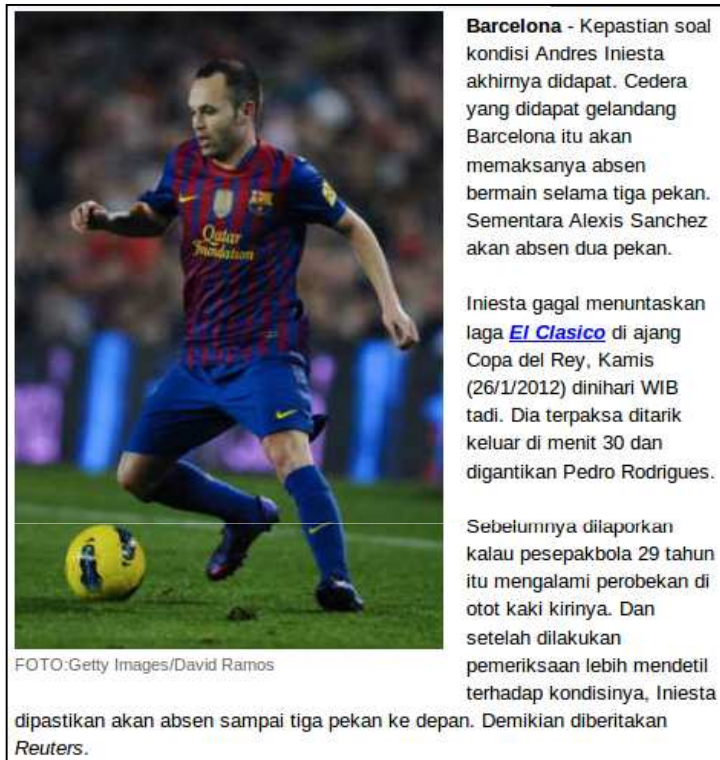 Barcelona - Kepastian soal
kondisi Andres Iniesta
akhirnya didapat. Cedera
yang didapat gelandang
Barcelona itu akan
memaksanya absen
bermain selama tiga pekan.
Sementara Alexis Sanchez
akan absen dua pekan.
Iniesta gagal menuntaskan
laga El Clasico di ajang
Copa del Rey, Kamis
(26/1/2012) dinihari WIB
tadi. Dia terpaksa ditarik
keluar di menit 30 dan
digantikan Pedro Rodrigues.
Sebelumnya dilaporkan
kalau pesepakbola 29 tahun
itu mengalami perobekan di
otot kaki kirinya. Dan
setelah dilakukan
pemeriksaan lebih mendetil
terhadap kondisinya, Iniesta
dipastikan akan absen sampai tiga pekan ke depan. Demikian diberitakan
Reuters.
Qatar
Foundation
FOTO:Getty Images/David Ramos